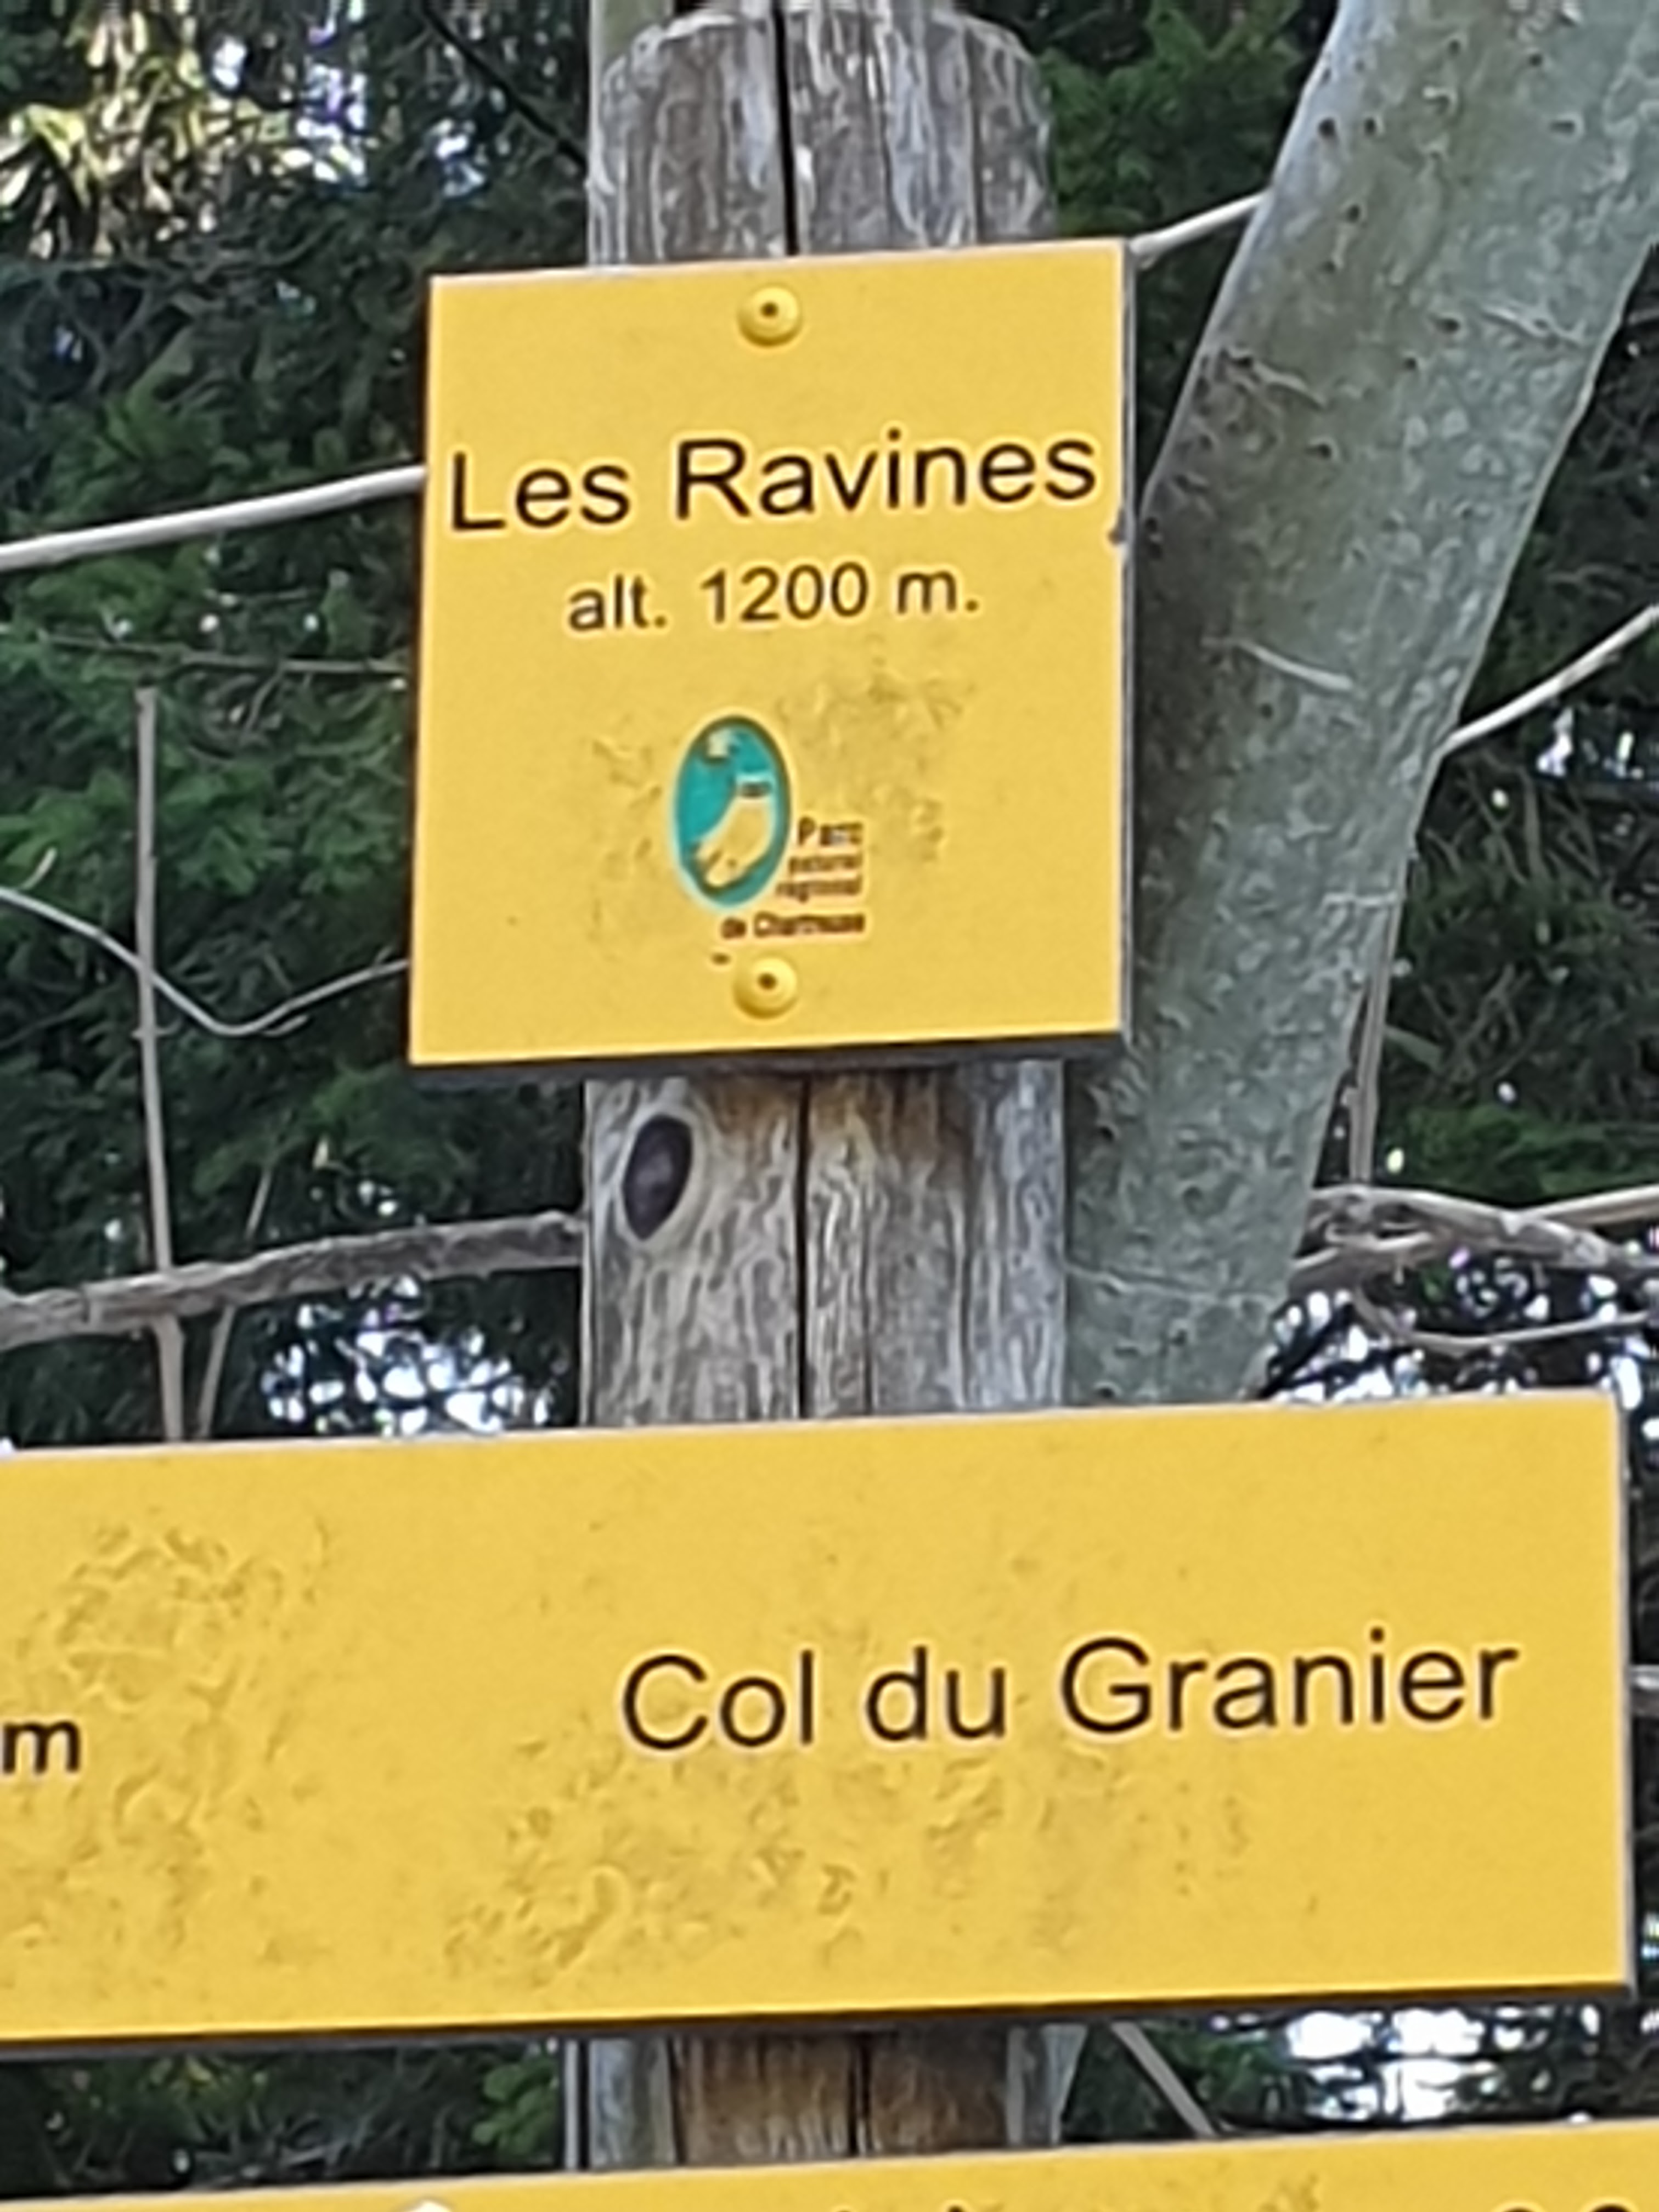 Les Ravines
alt. 1200 m.
Parc
naturel
régional
de Chartreuse
m
Col du Granier